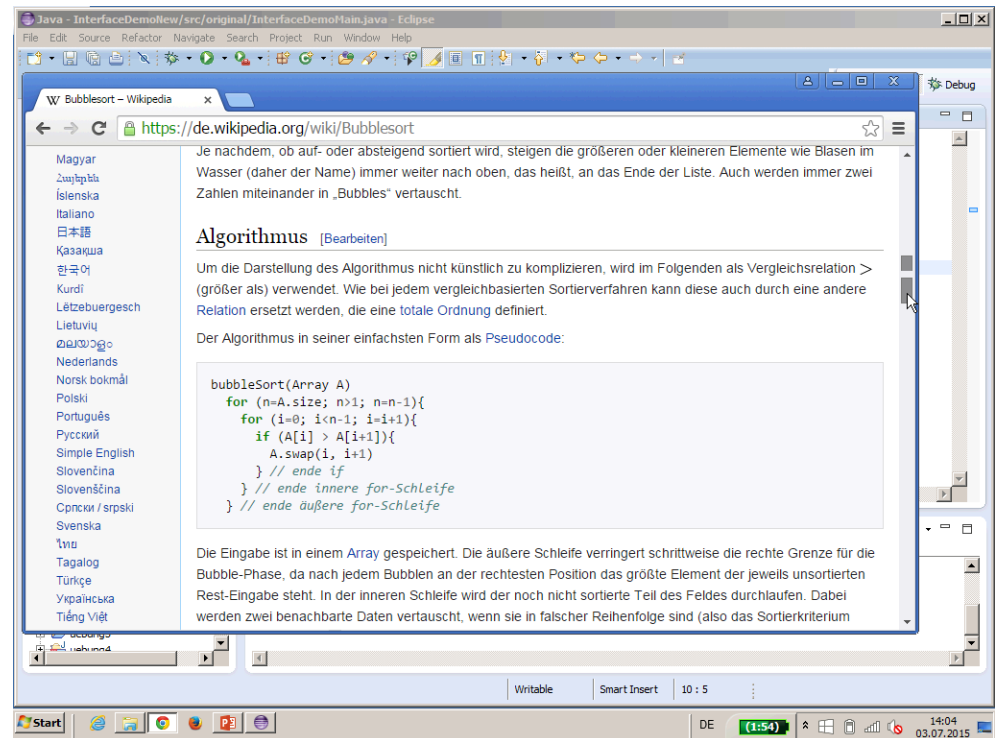 Java - InterfaceDemoNew/src/original/InterfaceDemoMain.java - Eclipse
File Edit Source Refactor Navigate Search Project Run Window Help
Debug
W Bubblesort – Wikipedia
https://de.wikipedia.org/wiki/Bubblesort
Magyar
Հայերեն
Íslenska
Italiano
日本語
Қазақша
한국어
Kurdî
Lëtzebuergesch
Lietuvių
മലയാളം
Nederlands
Norsk bokmål
Polski
Português
Русский
Simple English
Slovenčina
Slovenščina
Српски / srpski
Svenska
ไทย
Tagalog
Türkçe
Українська
Tiếng Việt
Je nachdem, ob auf- oder absteigend sortiert wird, steigen die größeren oder kleineren Elemente wie Blasen im
Wasser (daher der Name) immer weiter nach oben, das heißt, an das Ende der Liste. Auch werden immer zwei
Zahlen miteinander in „Bubbles“ vertauscht.
Algorithmus [Bearbeiten]
Um die Darstellung des Algorithmus nicht künstlich zu komplizieren, wird im Folgenden als Vergleichsrelation >
(größer als) verwendet. Wie bei jedem vergleichbasierten Sortierverfahren kann diese auch durch eine andere
Relation ersetzt werden, die eine totale Ordnung definiert.
Der Algorithmus in seiner einfachsten Form als Pseudocode:
bubbleSort(Array A)
for (n=A.size; n>1; n=n-1){
for (i=0; i<n-1; i=i+1){
if (A[i] > A[i+1]){
A.swap(i, i+1)
} // ende if
} // ende innere for-Schleife
} // ende äußere for-Schleife
Die Eingabe ist in einem Array gespeichert. Die äußere Schleife verringert schrittweise die rechte Grenze für die
Bubble-Phase, da nach jedem Bubblen an der rechtesten Position das größte Element der jeweils unsortierten
Rest-Eingabe steht. In der inneren Schleife wird der noch nicht sortierte Teil des Feldes durchlaufen. Dabei
werden zwei benachbarte Daten vertauscht, wenn sie in falscher Reihenfolge sind (also das Sortierkriterium
uebung4
Writable Smart Insert 10 : 5
Start DE (1:54) 14:04
03.07.2015